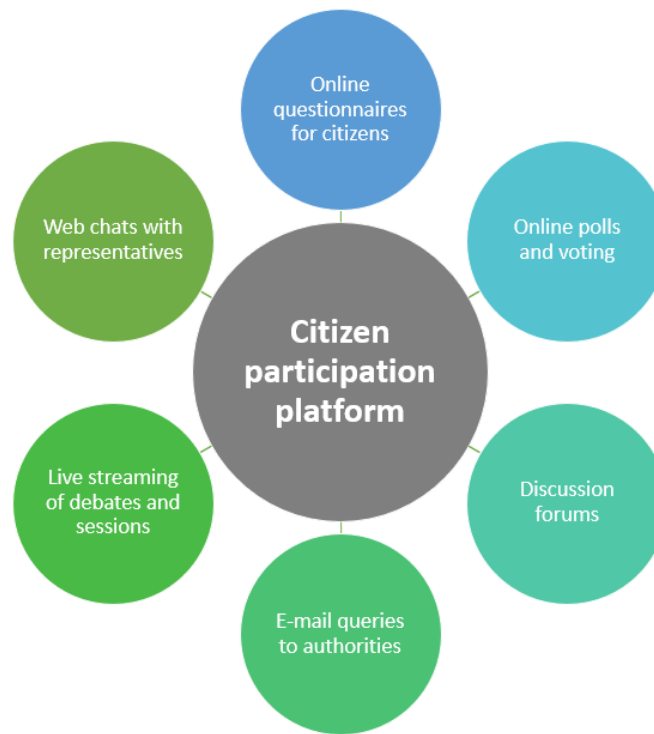 Online
questionnaires
for citizens
Web chats with
representatives
Online polls
and voting
Citizen
participation
platform
Live streaming
of debates and
sessions
Discussion
forums
E-mail queries
to authorities